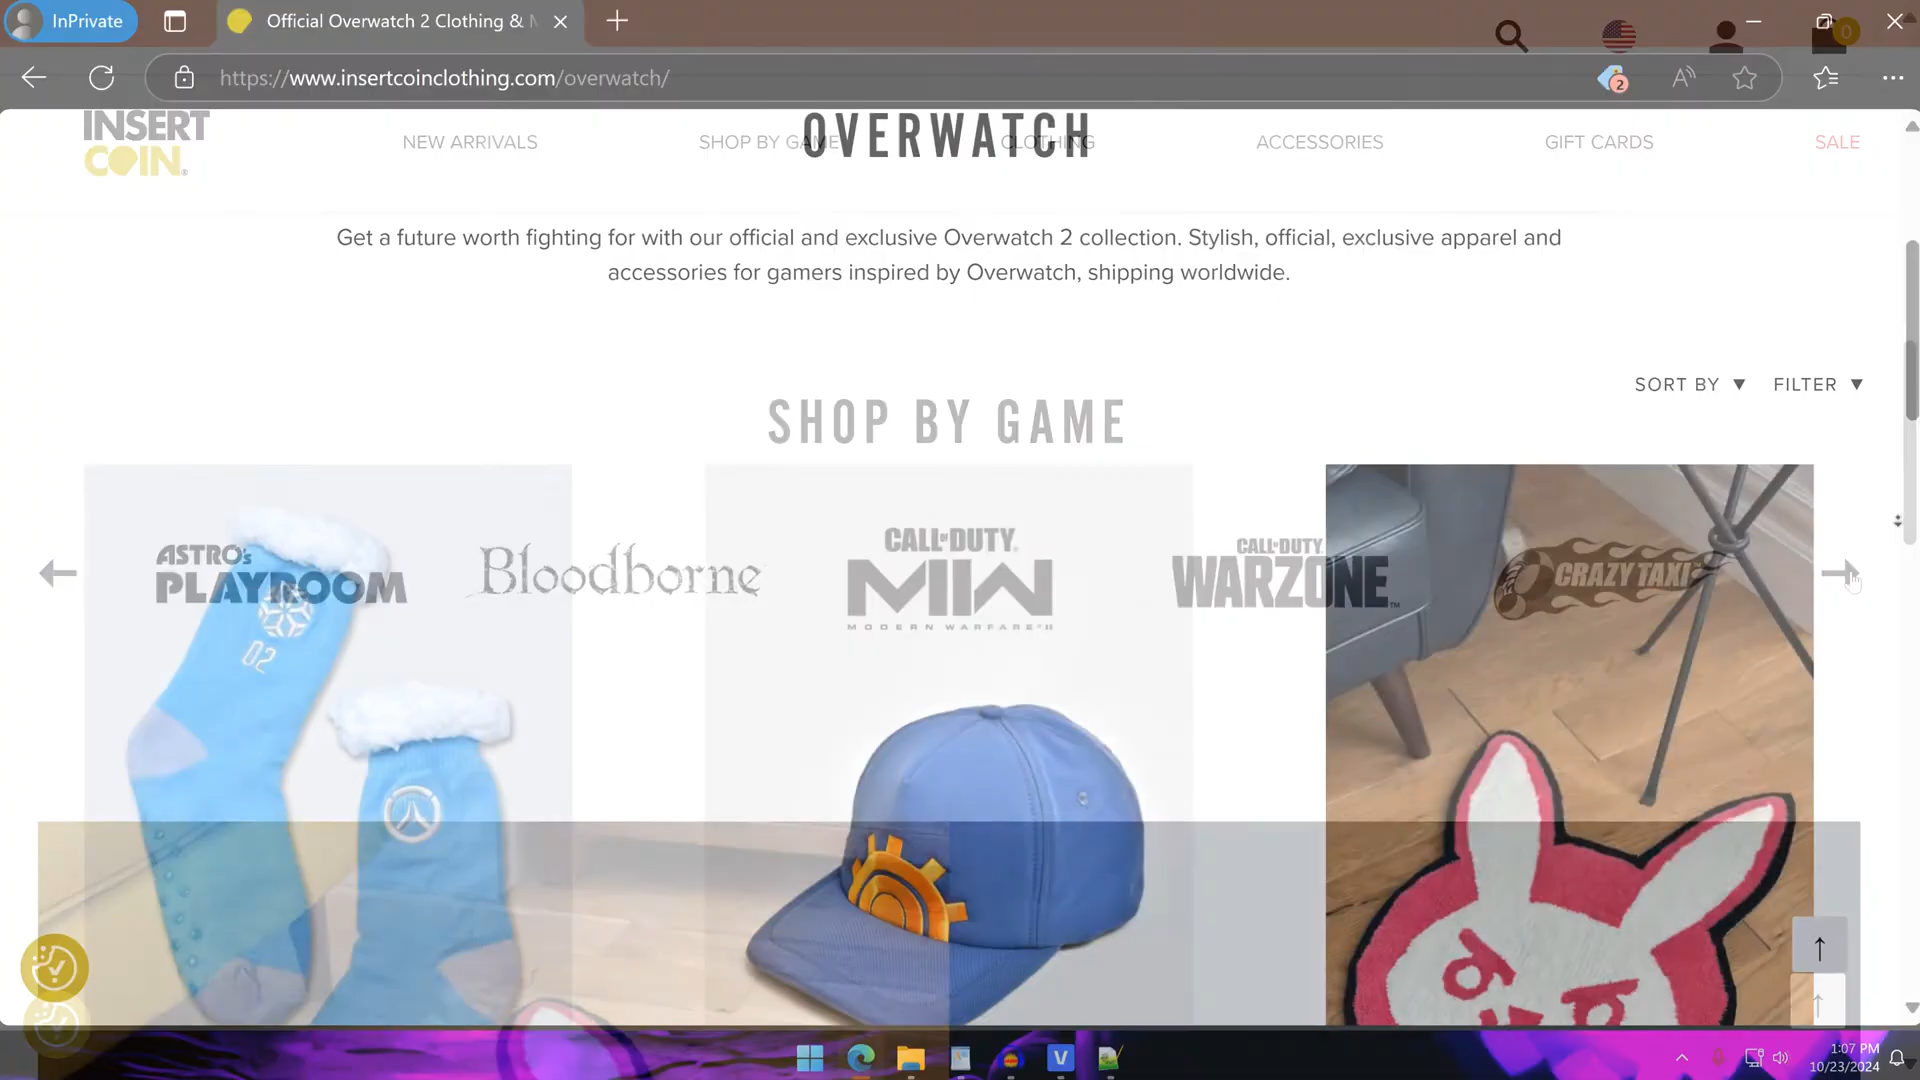 InPrivate
Official Overwatch 2 Clothing & M
0
https://www.insertcoinclothing.com/overwatch/
2
INSERT
COIN.®
NEW ARRIVALS
SHOP BY GAME
CLOTHING
ACCESSORIES
GIFT CARDS
SALE
OVERWATCH
Get a future worth fighting for with our official and exclusive Overwatch 2 collection. Stylish, official, exclusive apparel and
accessories for gamers inspired by Overwatch, shipping worldwide.
SORT BY ▼
FILTER ▼
SHOP BY GAME
ASTRO's
PLAYROOM
Bloodborne
CALL OF DUTY®
MW
MODERN WARFARE II
CALL OF DUTY
WARZONE™
CRAZY TAXI
02
1:07 PM
10/23/2024